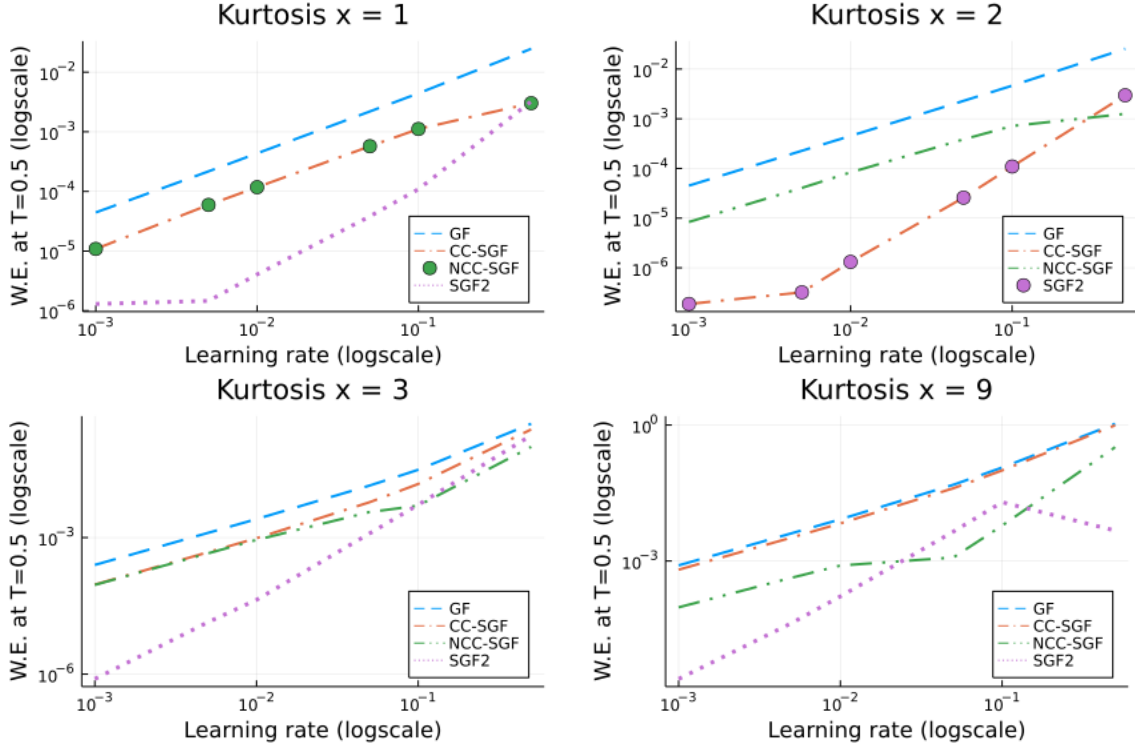 Kurtosis x = 1
W.E. at T=0.5 (logscale)
10^-2
10^-3
10^-4
10^-5
10^-6
GF
CC-SGF
NCC-SGF
SGF2
10^-3
10^-2
10^-1
Learning rate (logscale)
Kurtosis x = 2
W.E. at T=0.5 (logscale)
10^-2
10^-3
10^-4
10^-5
10^-6
GF
CC-SGF
NCC-SGF
SGF2
10^-3
10^-2
10^-1
Learning rate (logscale)
Kurtosis x = 3
W.E. at T=0.5 (logscale)
10^-3
10^-6
GF
CC-SGF
NCC-SGF
SGF2
10^-3
10^-2
10^-1
Learning rate (logscale)
Kurtosis x = 9
W.E. at T=0.5 (logscale)
10^0
10^-3
GF
CC-SGF
NCC-SGF
SGF2
10^-3
10^-2
10^-1
Learning rate (logscale)